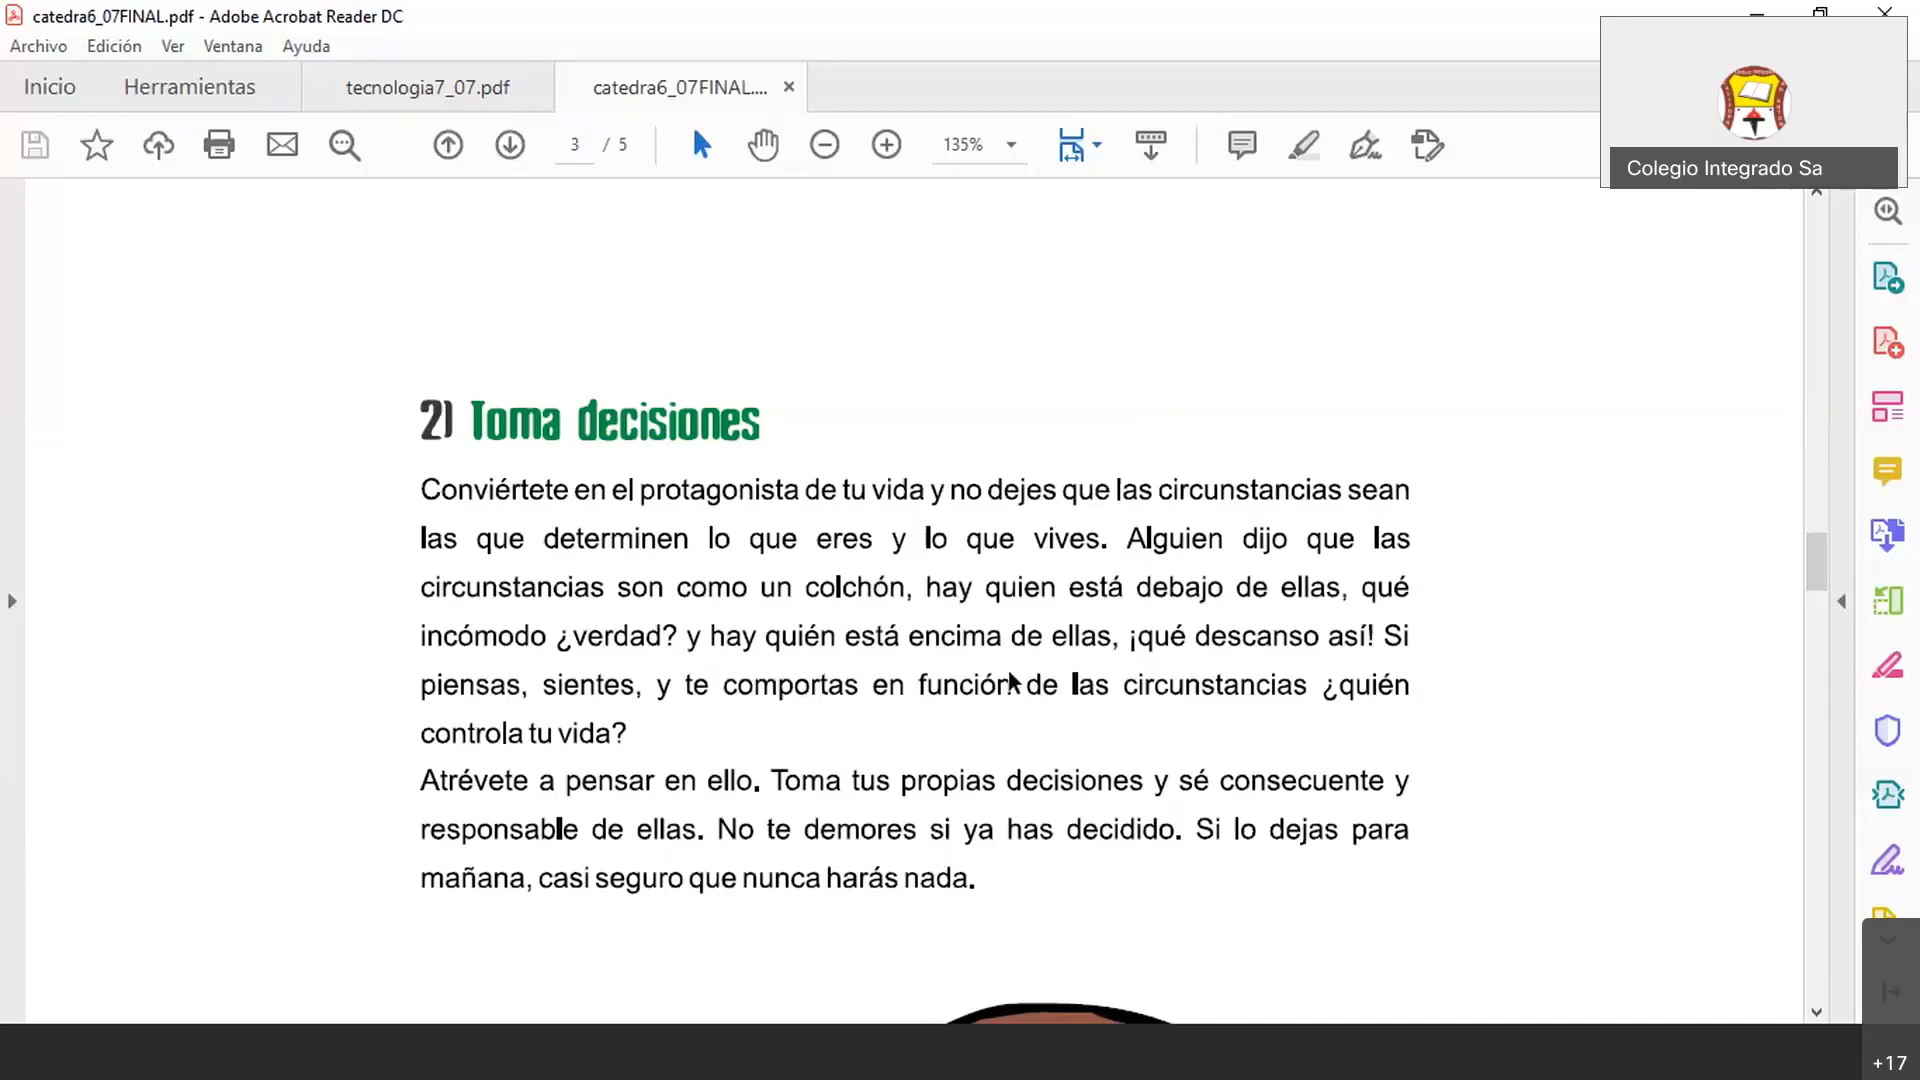 catedra6_07FINAL.pdf - Adobe Acrobat Reader DC
Archivo Edición Ver Ventana Ayuda
Inicio Herramientas tecnologia7_07.pdf catedra6_07FINAL....
3 / 5 135%
Colegio Integrado Sa
2) Toma decisiones
Conviértete en el protagonista de tu vida y no dejes que las circunstancias sean
las que determinen lo que eres y lo que vives. Alguien dijo que las
circunstancias son como un colchón, hay quien está debajo de ellas, qué
incómodo ¿verdad? y hay quién está encima de ellas, ¡qué descanso así! Si
piensas, sientes, y te comportas en función de las circunstancias ¿quién
controla tu vida?
Atrévete a pensar en ello. Toma tus propias decisiones y sé consecuente y
responsable de ellas. No te demores si ya has decidido. Si lo dejas para
mañana, casi seguro que nunca harás nada.
+17